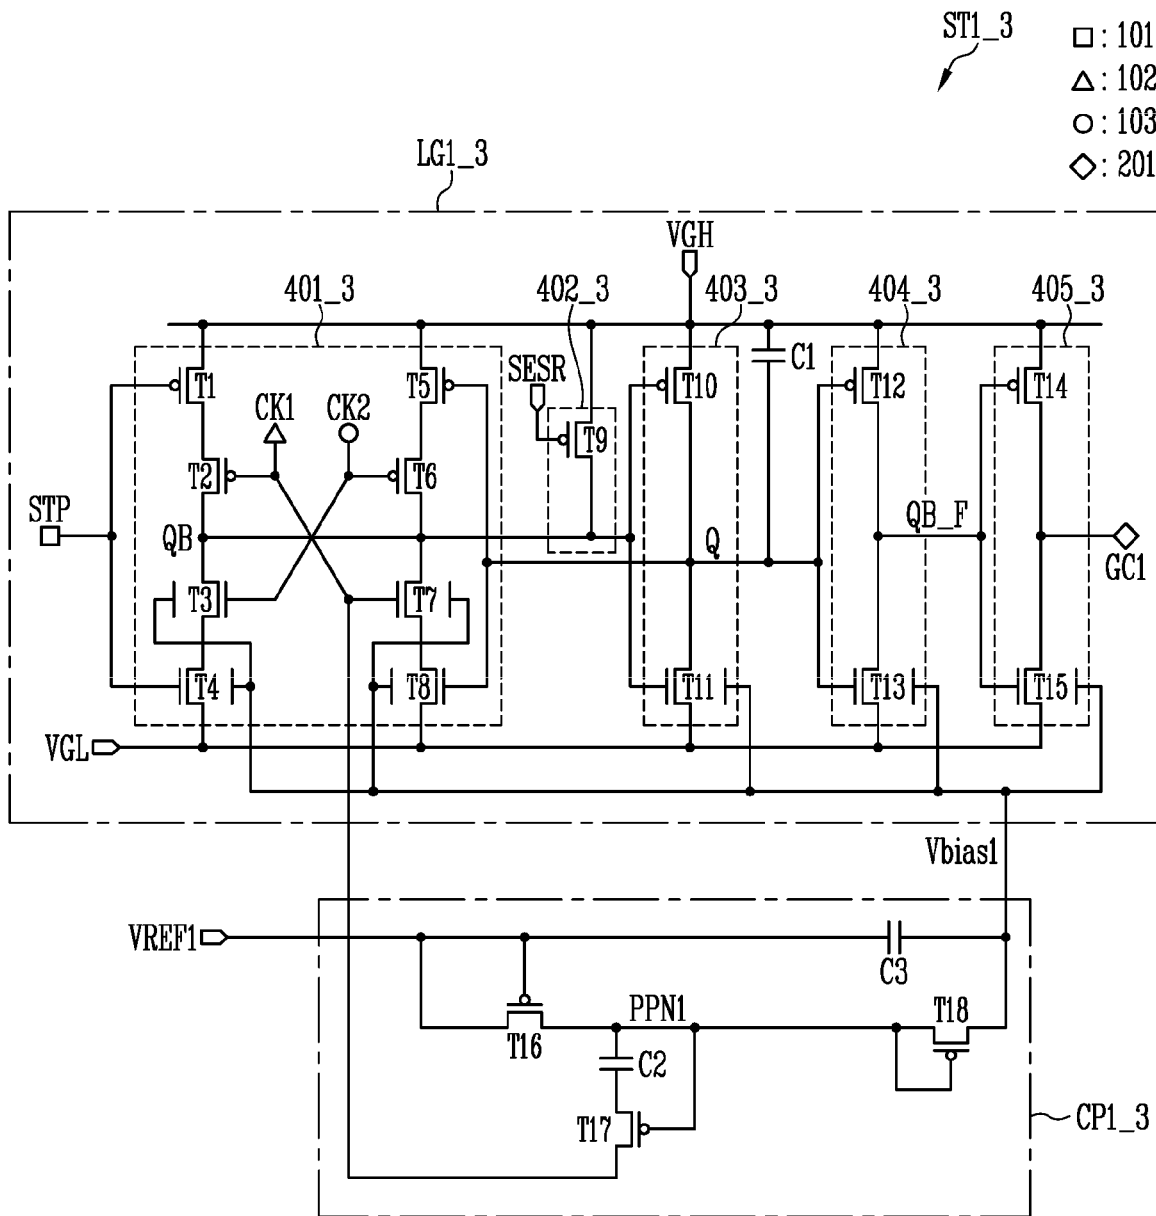 ST1_3
□: 101
△: 102
○: 103
◇: 201
LG1_3
VGH
401_3
402_3
403_3
404_3
405_3
SESR
C1
T1
T5
T10
T12
T14
CK1
CK2
T9
T2
T6
STP
QB
Q
QB_F
GC1
T3
T7
T4
T8
T11
T13
T15
VGL
Vbias1
VREF1
C3
PPN1
T18
T16
C2
T17
CP1_3